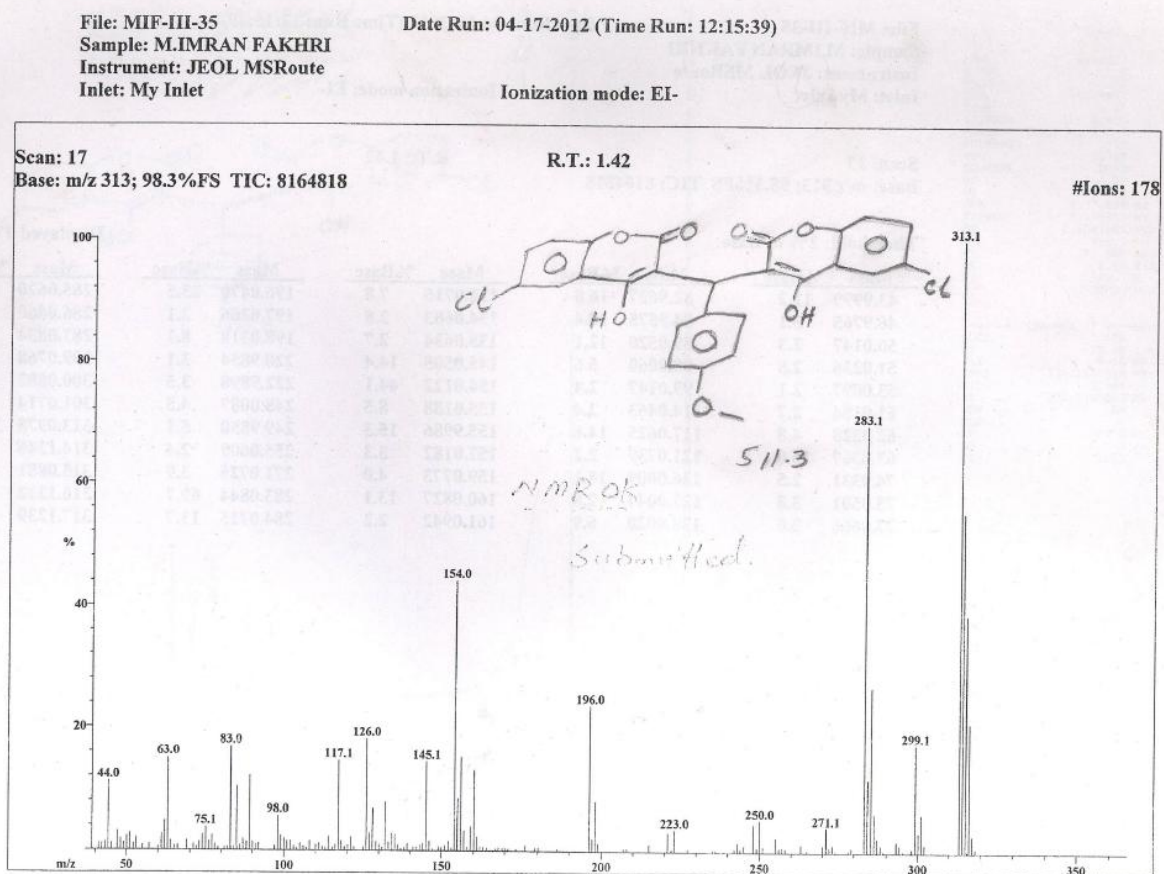 File: MIF-III-35 Date Run: 04-17-2012 (Time Run: 12:15:39)
Sample: M.IMRAN FAKHRI
Instrument: JEOL MSRoute
Inlet: My Inlet Ionization mode: EI-
Scan: 17 R.T.: 1.42
Base: m/z 313; 98.3%FS TIC: 8164818
#Ions: 178
100
313.1
O O O O
Cl Cl
HO OH
80
283.1
O
511.3
60
NMR OK
%
Submitted.
154.0
40
196.0
20
44.0 63.0 75.1 83.0 98.0 117.1 126.0 145.1 223.0 250.0 271.1 299.1
m/z 50 100 150 200 250 300 350